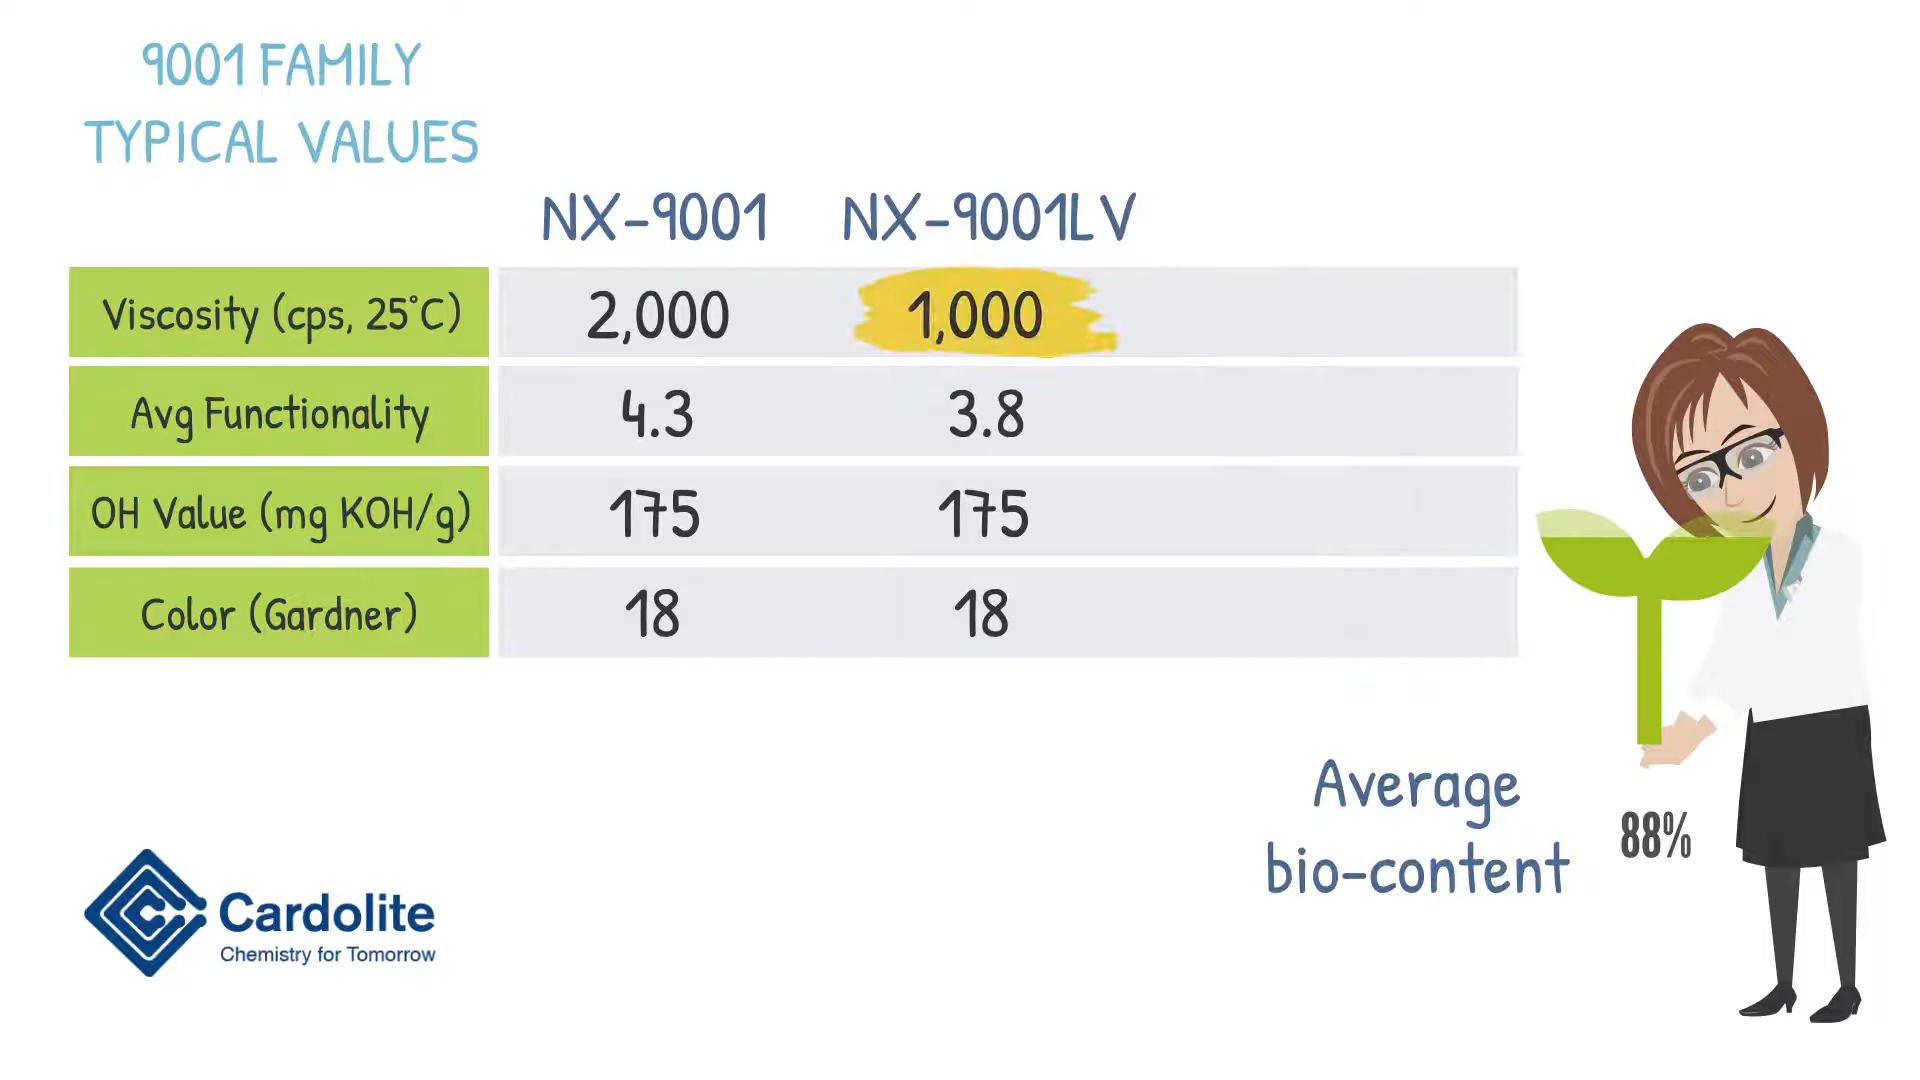 9001 FAMILY
TYPICAL VALUES
NX-9001 NX-9001LV
Viscosity (cps, 25°C) 2,000 1,000
Avg Functionality 4.3 3.8
OH Value (mg KOH/g) 175 175
Color (Gardner) 18 18
Average
bio-content
88%
Cardolite
Chemistry for Tomorrow